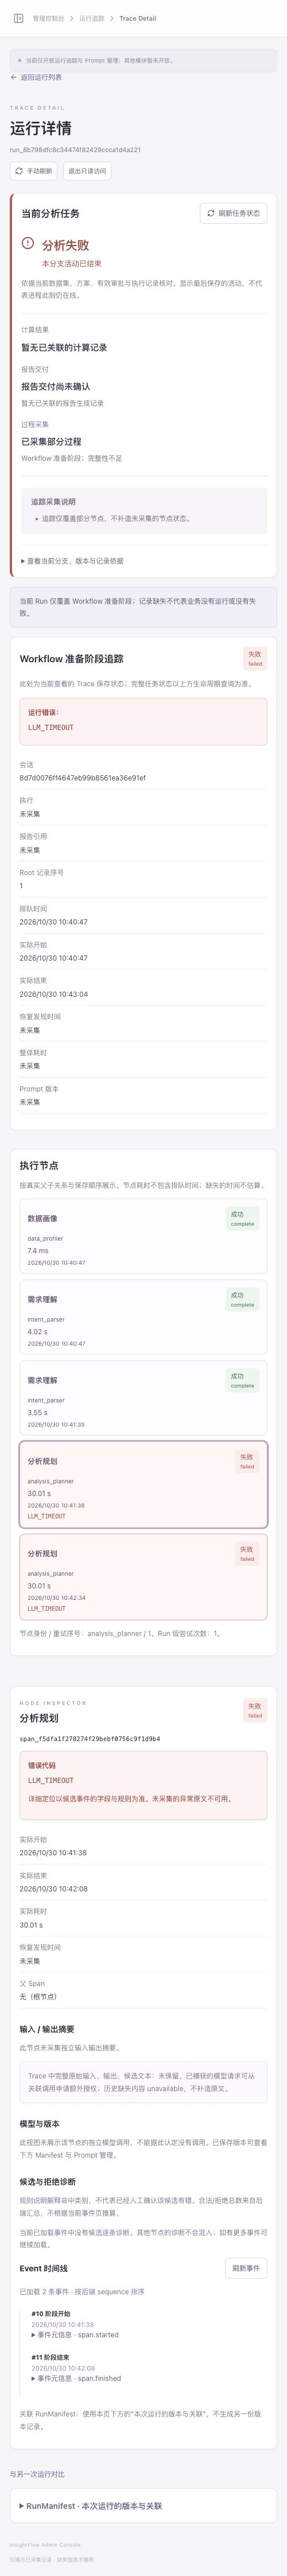 管理控制台 > 运行追踪 > Trace Detail
当前仅开放运行追踪与 Prompt 管理；其他模块暂未开放。
← 返回运行列表
TRACE DETAIL
运行详情
run_8b798dfc8c34474f82429ccca1d4a221
手动刷新
退出只读访问
当前分析任务
刷新任务状态
分析失败
本分支活动已结束
依据当前数据集、方案、有效审批与执行记录核对。显示最后保存的活动，不代
表进程此刻仍在线。
计算结果
暂无已关联的计算记录
报告交付
报告交付尚未确认
暂无已关联的报告生成记录
过程采集
已采集部分过程
Workflow 准备阶段；完整性不足
追踪采集说明
• 追踪仅覆盖部分节点，不补造未采集的节点状态。
▶ 查看当前分支、版本与记录依据
当前 Run 仅覆盖 Workflow 准备阶段；记录缺失不代表业务没有运行或没有失
败。
Workflow 准备阶段追踪
失败
failed
此处为当前查看的 Trace 保存状态；完整任务状态以上方生命周期查询为准。
运行错误：
LLM_TIMEOUT
会话
8d7d0076ff4647eb99b8561ea36e91ef
执行
未采集
报告引用
未采集
Root 记录序号
1
排队时间
2026/10/30 10:40:47
实际开始
2026/10/30 10:40:47
实际结束
2026/10/30 10:43:04
恢复发现时间
未采集
整体耗时
未采集
Prompt 版本
未采集
执行节点
按真实父子关系与保存顺序展示。节点耗时不包含排队时间；缺失的时间不估算。
数据画像
成功
complete
data_profiler
7.4 ms
2026/10/30 10:40:47
需求理解
成功
complete
intent_parser
4.02 s
2026/10/30 10:40:47
需求理解
成功
complete
intent_parser
3.55 s
2026/10/30 10:41:35
分析规划
失败
failed
analysis_planner
30.01 s
2026/10/30 10:41:38
LLM_TIMEOUT
分析规划
失败
failed
analysis_planner
30.01 s
2026/10/30 10:42:34
LLM_TIMEOUT
节点身份 / 重试序号：analysis_planner / 1。Run 级尝试次数：1。
NODE INSPECTOR
分析规划
失败
failed
span_f5dfa1f278274f29bebf0756c9f1d9b4
错误代码
LLM_TIMEOUT
详细定位以候选事件的字段与规则为准。未采集的异常原文不可用。
实际开始
2026/10/30 10:41:38
实际结束
2026/10/30 10:42:08
实际耗时
30.01 s
恢复发现时间
未采集
父 Span
无（根节点）
输入 / 输出摘要
此节点未采集独立输入输出摘要。
Trace 中完整原始输入、输出、候选文本：未保留。已捕获的模型请求可从
关联调用申请额外授权；历史缺失内容 unavailable，不补造原文。
模型与版本
此视图未展示该节点的独立模型调用，不能据此认定没有调用。已保存版本可查看
下方 Manifest 与 Prompt 管理。
候选与拒绝诊断
规则说明解释命中类别，不代表已经人工确认该候选有错。合法/拒绝总数来自后
端汇总，不根据当前事件页推算。
当前已加载事件中没有候选逐条诊断。其他节点的诊断不会混入；如有更多事件可
继续加载。
Event 时间线
刷新事件
已加载 2 条事件 · 按后端 sequence 排序
#10 阶段开始
2026/10/30 10:41:38
▶ 事件元信息 · span.started
#11 阶段结束
2026/10/30 10:42:08
▶ 事件元信息 · span.finished
关联 RunManifest：使用本页下方的“本次运行的版本与关联”，不生成另一份版
本记录。
与另一次运行对比
▶ RunManifest · 本次运行的版本与关联
InsightFlow Admin Console
仅展示已采集记录 · 缺失信息不推断